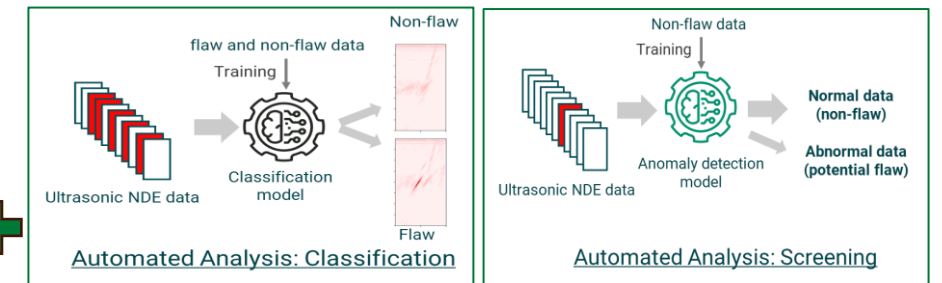 Non-flaw
flaw and non-flaw data
Training
Classification
model
Ultrasonic NDE data
Flaw
Automated Analysis: Classification
Non-flaw data
Training
Normal data
(non-flaw)
Abnormal data
(potential flaw)
Anomaly detection
model
Ultrasonic NDE data
Automated Analysis: Screening